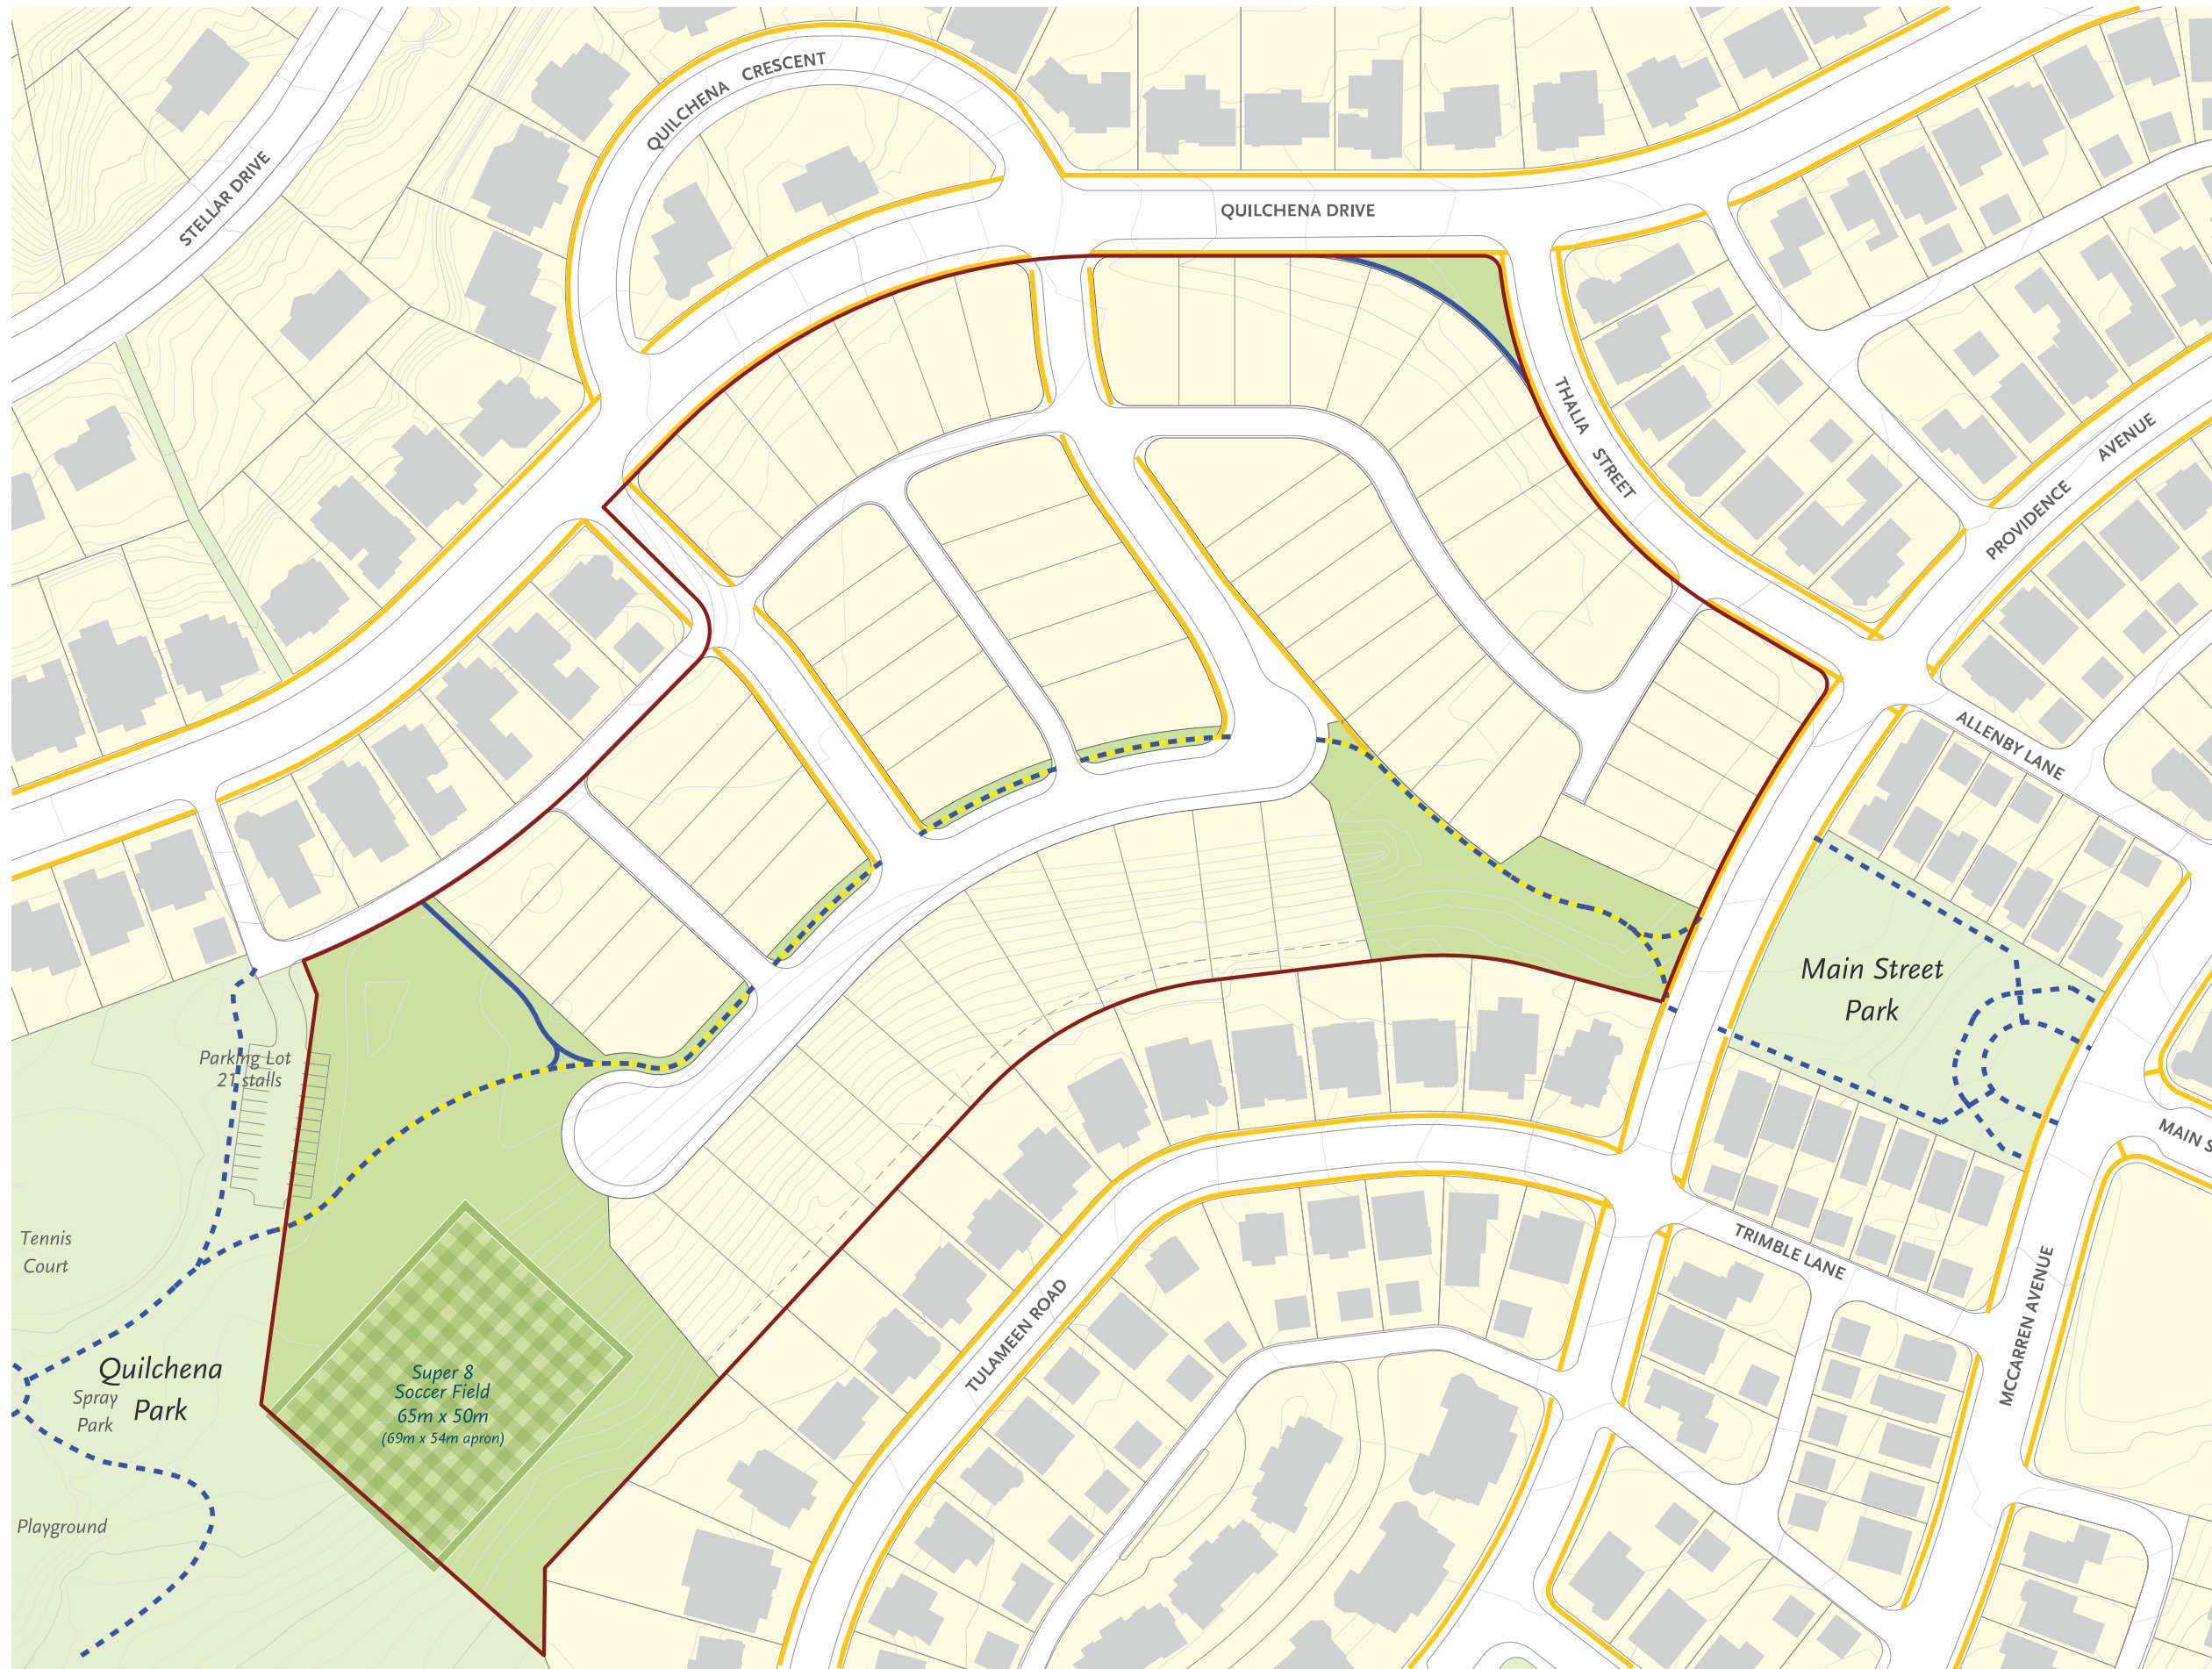 QUILCHENA CRESCENT
STELLAR DRIVE
QUILCHENA DRIVE
THALIA STREET
PROVIDENCE AVENUE
ALLENBY LANE
Main Street
Park
Parking Lot
21 stalls
MAIN S
Tennis
Court
TRIMBLE LANE
MCCARREN AVENUE
TULAMEEN ROAD
Quilchena
Park
Spray
Park
Super 8
Soccer Field
65m x 50m
(69m x 54m apron)
Playground